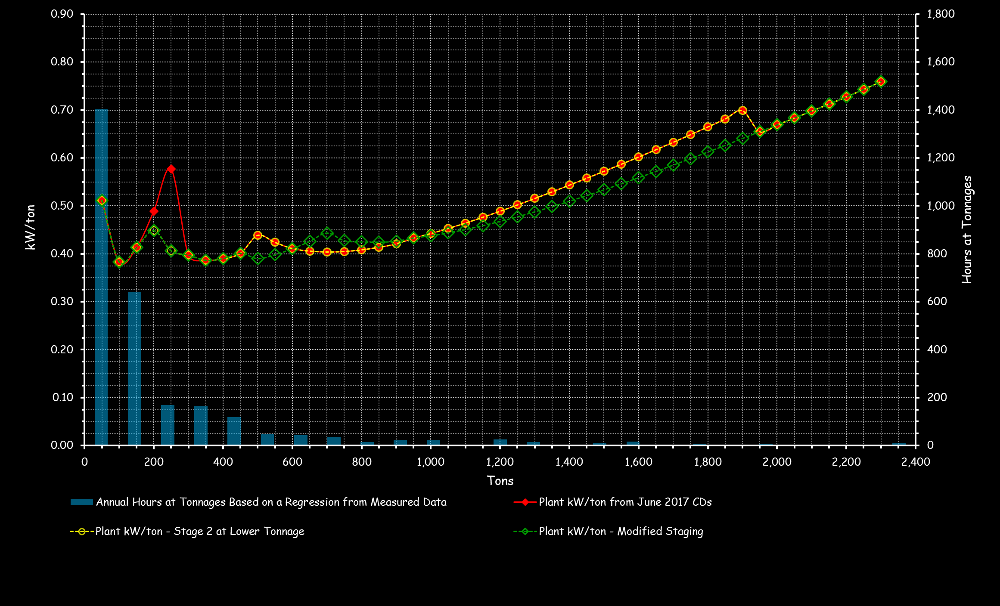 0.90
0.80
0.70
0.60
0.50
0.40
0.30
0.20
0.10
0.00
kW/ton
1,800
1,600
1,400
1,200
1,000
800
600
400
200
0
Hours at Tonnages
0 200 400 600 800 1,000 1,200 1,400 1,600 1,800 2,000 2,200 2,400
Tons
Annual Hours at Tonnages Based on a Regression from Measured Data
Plant kW/ton from June 2017 CDs
Plant kW/ton - Stage 2 at Lower Tonnage
Plant kW/ton - Modified Staging